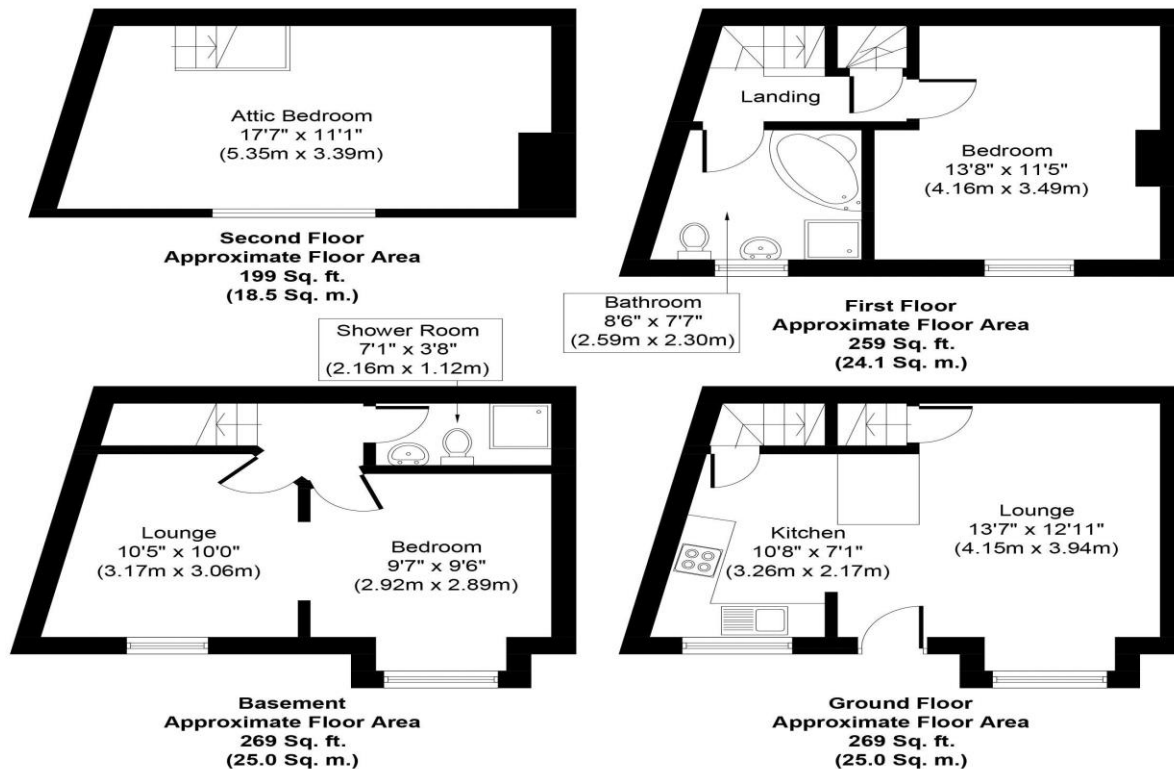 Attic Bedroom
17'7" x 11'1"
(5.35m x 3.39m)
Second Floor
Approximate Floor Area
199 Sq. ft.
(18.5 Sq. m.)
Landing
Bedroom
13'8" x 11'5"
(4.16m x 3.49m)
Bathroom
8'6" x 7'7"
(2.59m x 2.30m)
First Floor
Approximate Floor Area
259 Sq. ft.
(24.1 Sq. m.)
Shower Room
7'1" x 3'8"
(2.16m x 1.12m)
Lounge
10'5" x 10'0"
(3.17m x 3.06m)
Bedroom
9'7" x 9'6"
(2.92m x 2.89m)
Basement
Approximate Floor Area
269 Sq. ft.
(25.0 Sq. m.)
Kitchen
10'8" x 7'1"
(3.26m x 2.17m)
Lounge
13'7" x 12'11"
(4.15m x 3.94m)
Ground Floor
Approximate Floor Area
269 Sq. ft.
(25.0 Sq. m.)